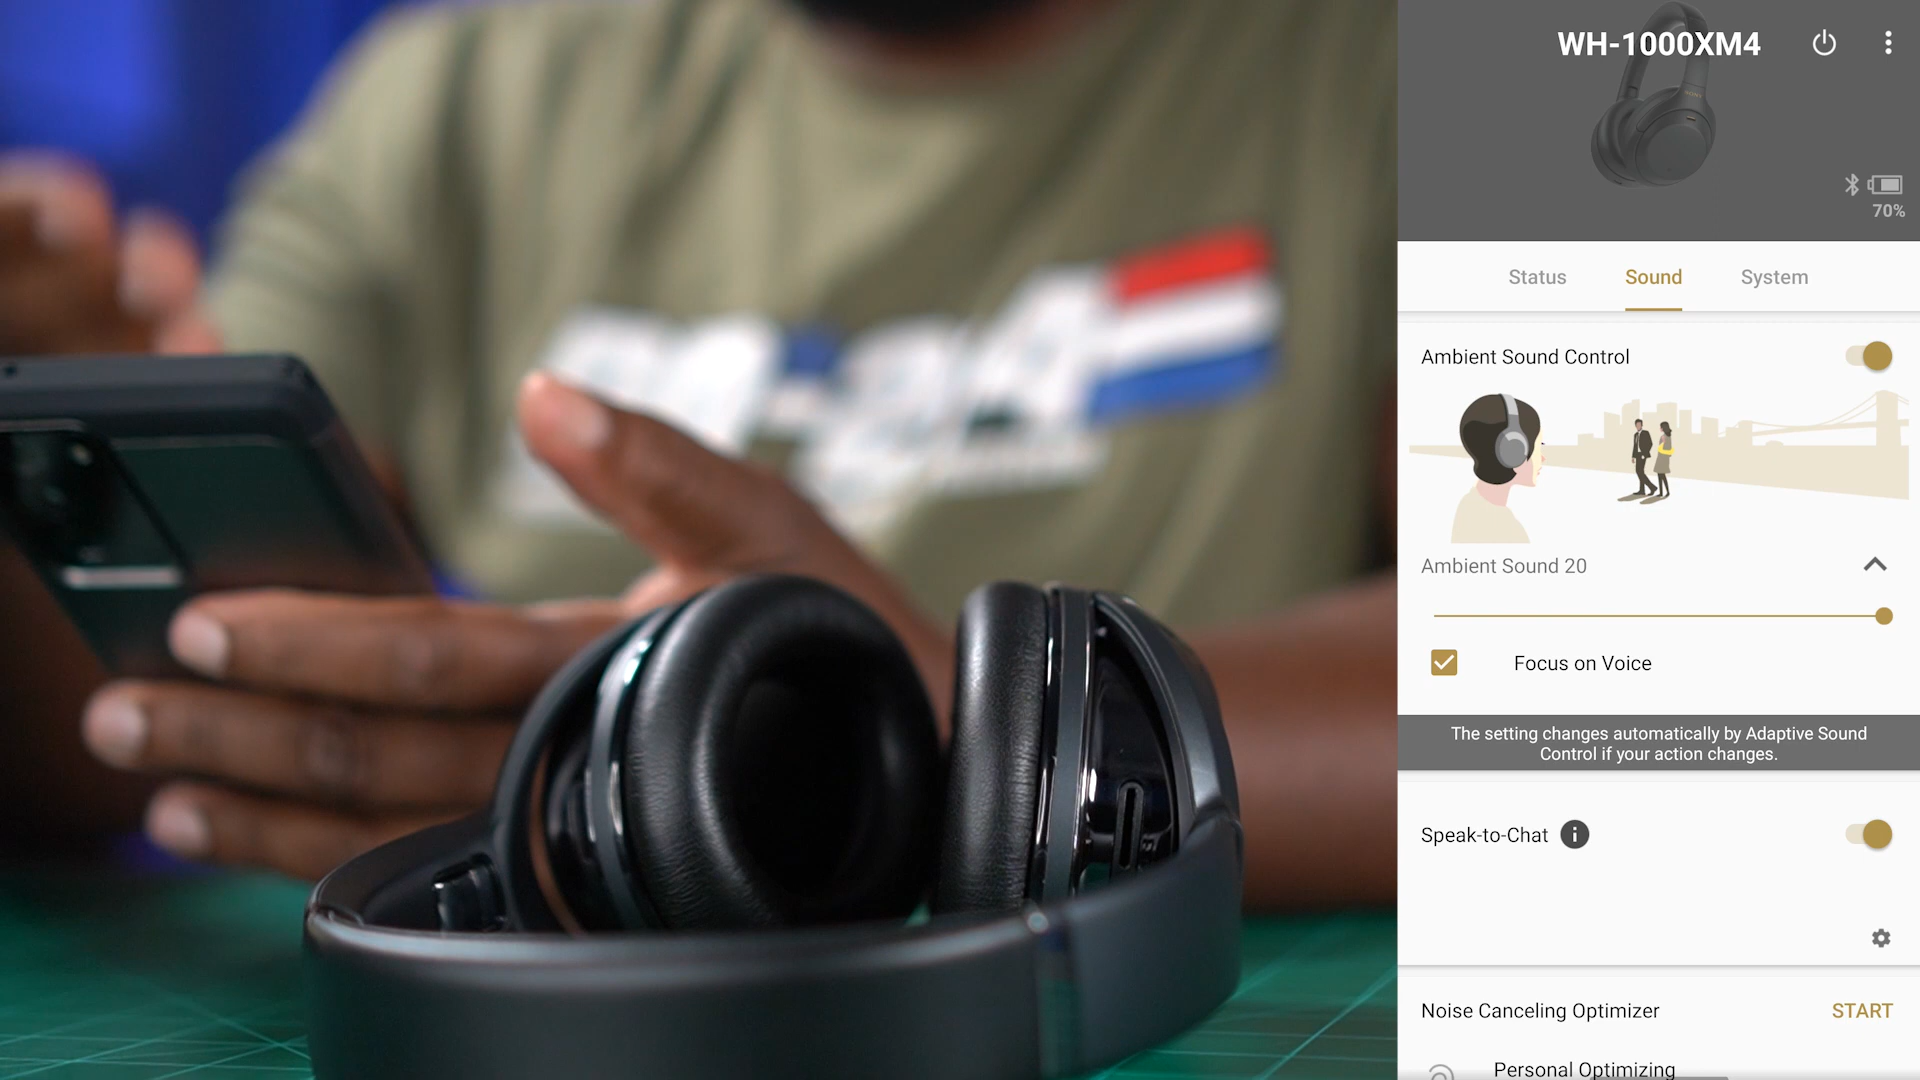 WH-1000XM4
70%
Status Sound System
Ambient Sound Control
Ambient Sound 20
Focus on Voice
The setting changes automatically by Adaptive Sound
Control if your action changes.
Speak-to-Chat
Noise Canceling Optimizer START
Personal Optimizing